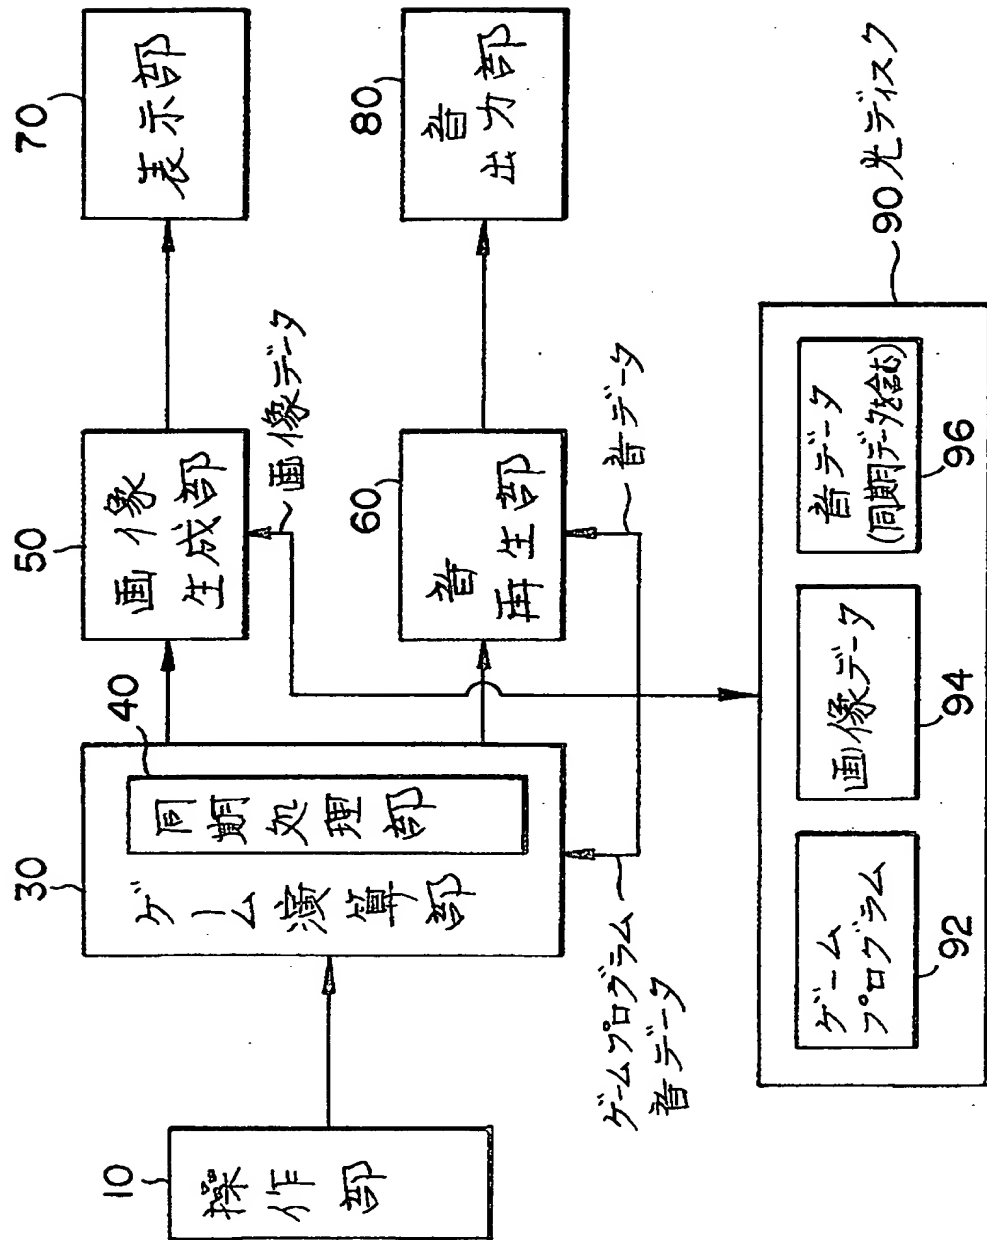 10
操作
部
30
ゲーム演算部
40
同期処理部
50
画像
生成部
画像データ
70
表示部
60
音
再生部
音データ
80
音
出力部
ゲームプログラム
音データ
90 光ディスク
ゲーム
プログラム
92
画像データ
94
音データ
(同期データを含む)
96